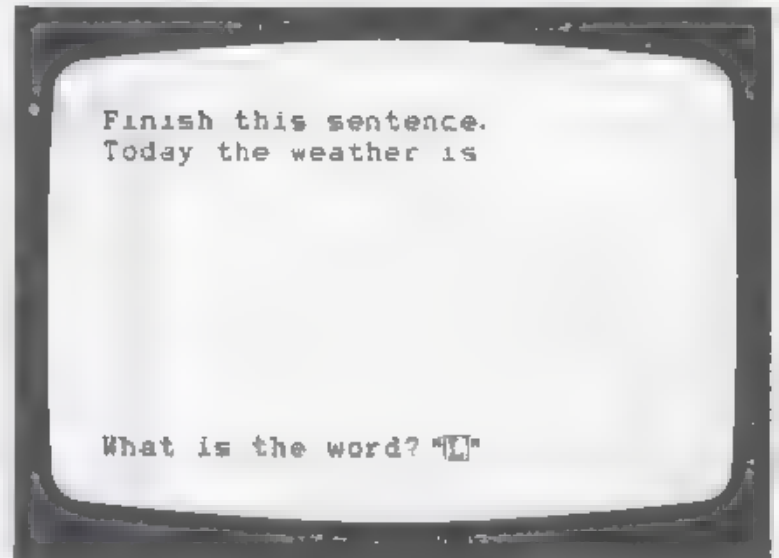 Finish this sentence.
Today the weather is
What is the word? "L"